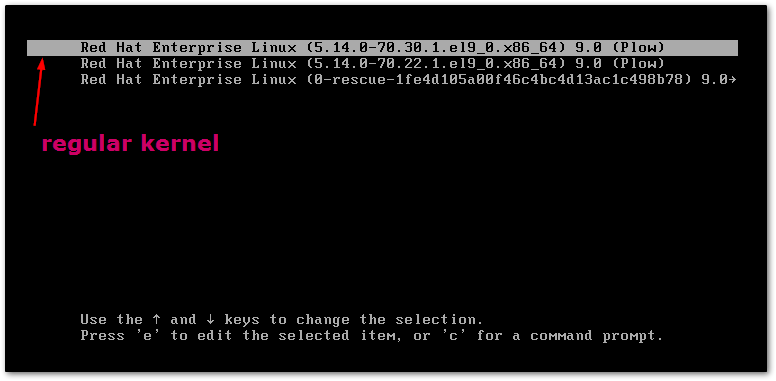 Red Hat Enterprise Linux (5.14.0-70.30.1.el9_0.x86_64) 9.0 (Plow)
Red Hat Enterprise Linux (5.14.0-70.22.1.el9_0.x86_64) 9.0 (Plow)
Red Hat Enterprise Linux (0-rescue-1fe4d105a00f46c4bc4d13ac1c498b78) 9.0→
regular kernel
Use the ↑ and ↓ keys to change the selection.
Press 'e' to edit the selected item, or 'c' for a command prompt.